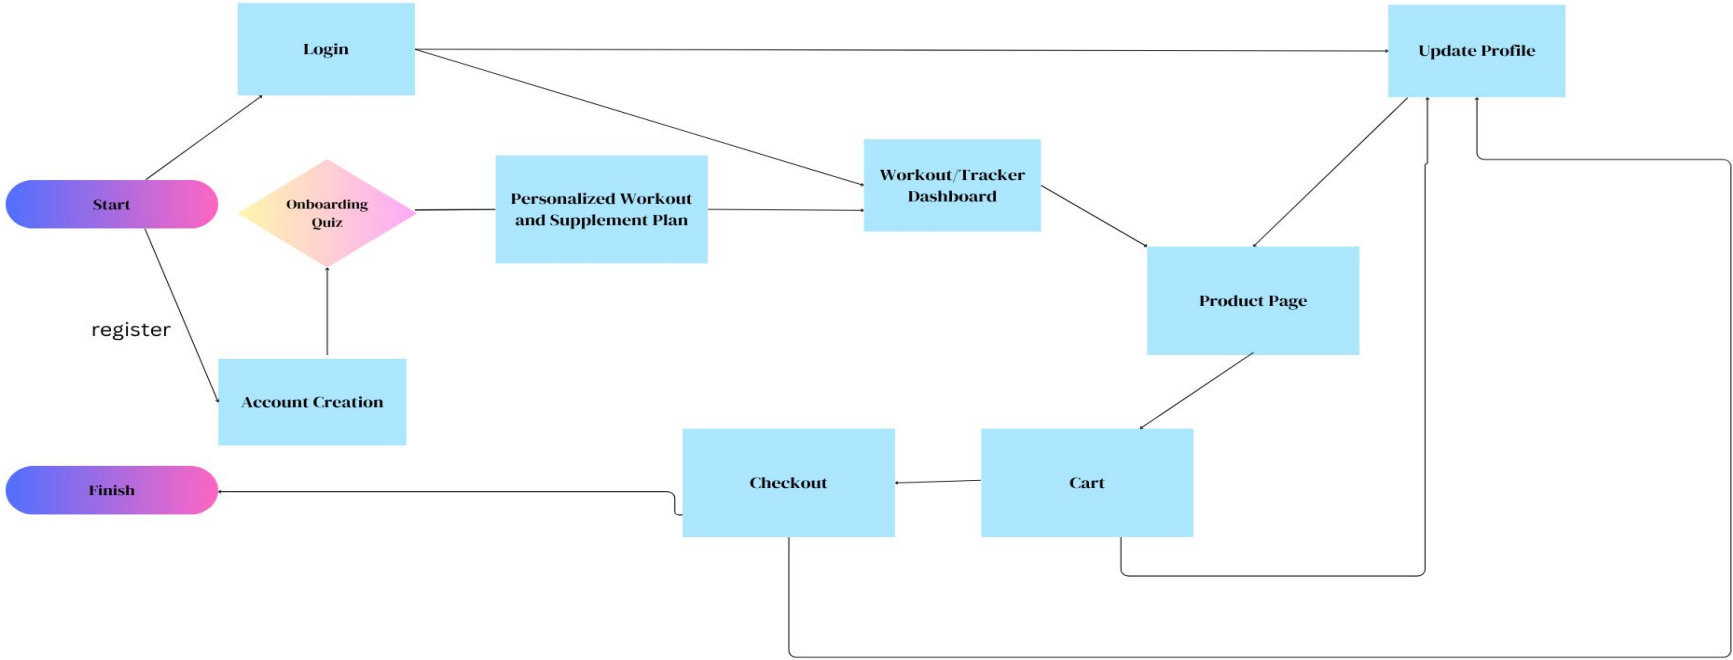 Login
Update Profile
Start
Onboarding
Quiz
Personalized Workout
and Supplement Plan
Workout/Tracker
Dashboard
Product Page
register
Account Creation
Finish
Checkout
Cart